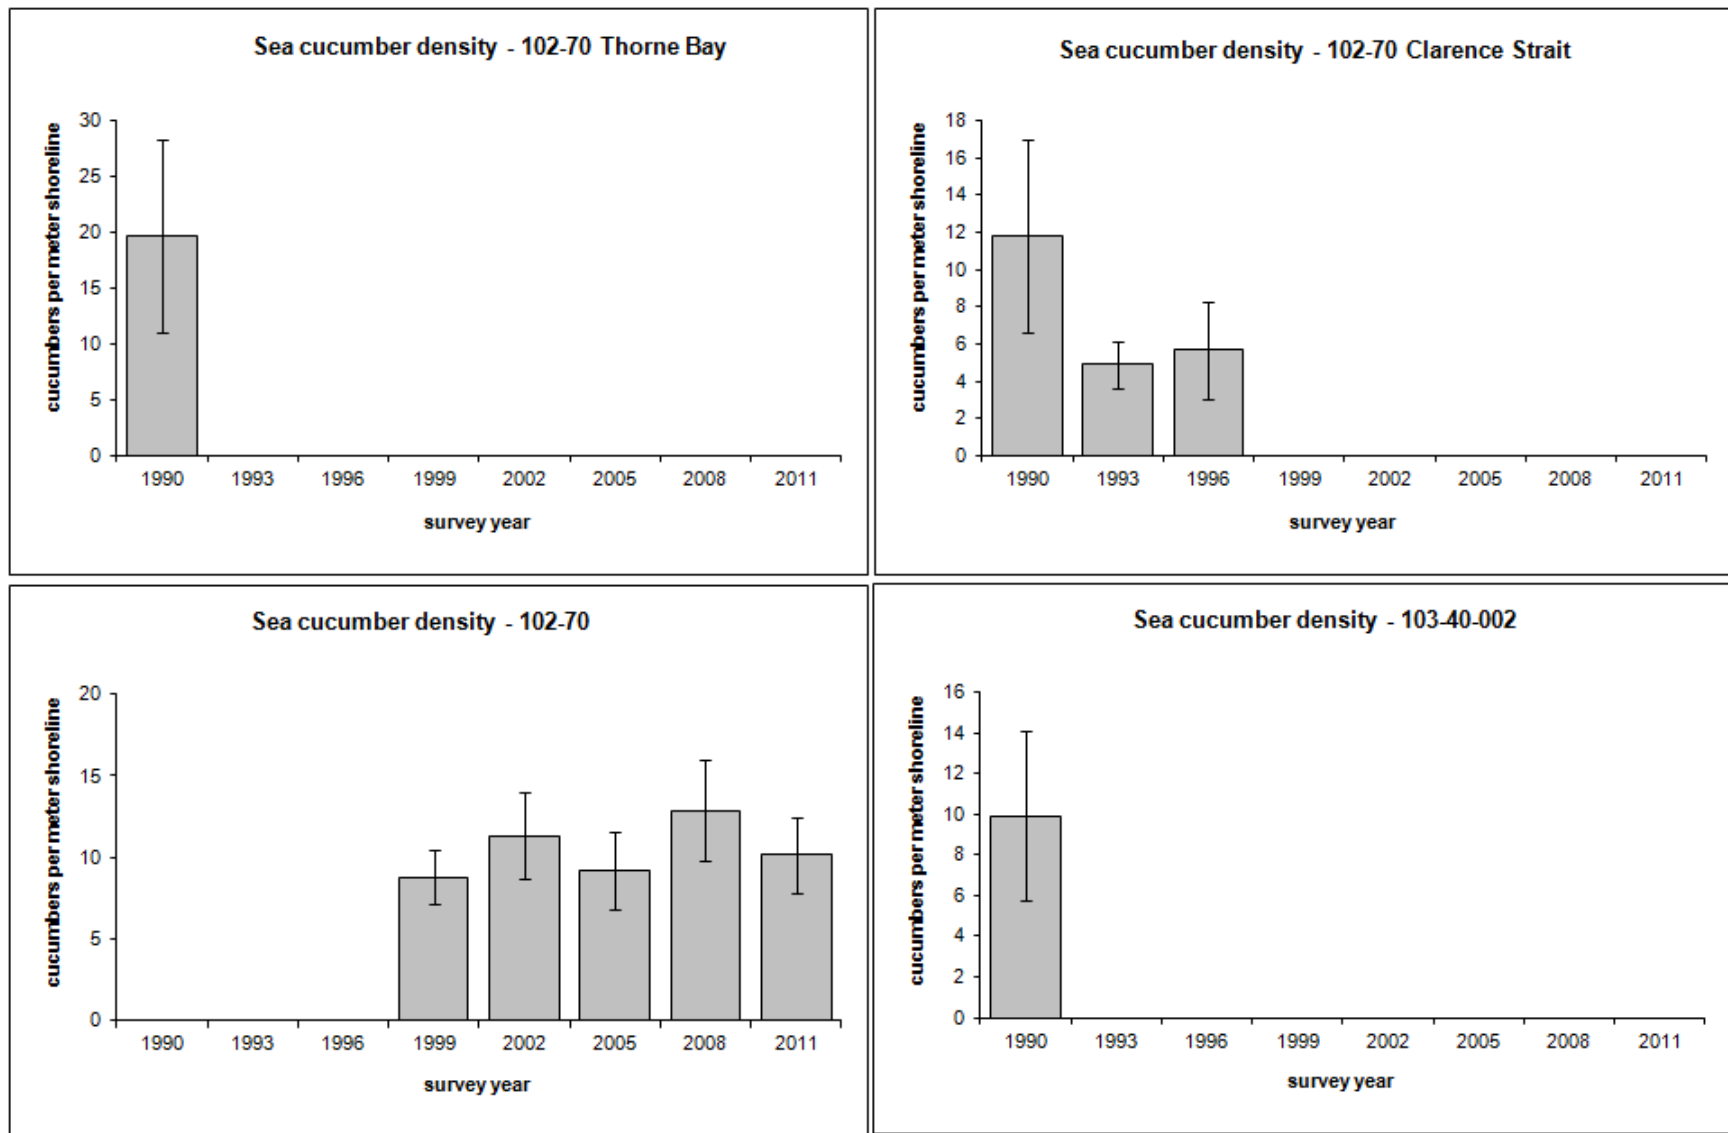 Sea cucumber density - 102-70 Thorne Bay
cucumbers per meter shoreline
30
25
20
15
10
5
0
1990 1993 1996 1999 2002 2005 2008 2011
survey year
Sea cucumber density - 102-70 Clarence Strait
cucumbers per meter shoreline
18
16
14
12
10
8
6
4
2
0
1990 1993 1996 1999 2002 2005 2008 2011
survey year
Sea cucumber density - 102-70
cucumbers per meter shoreline
20
15
10
5
0
1990 1993 1996 1999 2002 2005 2008 2011
survey year
Sea cucumber density - 103-40-002
cucumbers per meter shoreline
16
14
12
10
8
6
4
2
0
1990 1993 1996 1999 2002 2005 2008 2011
survey year